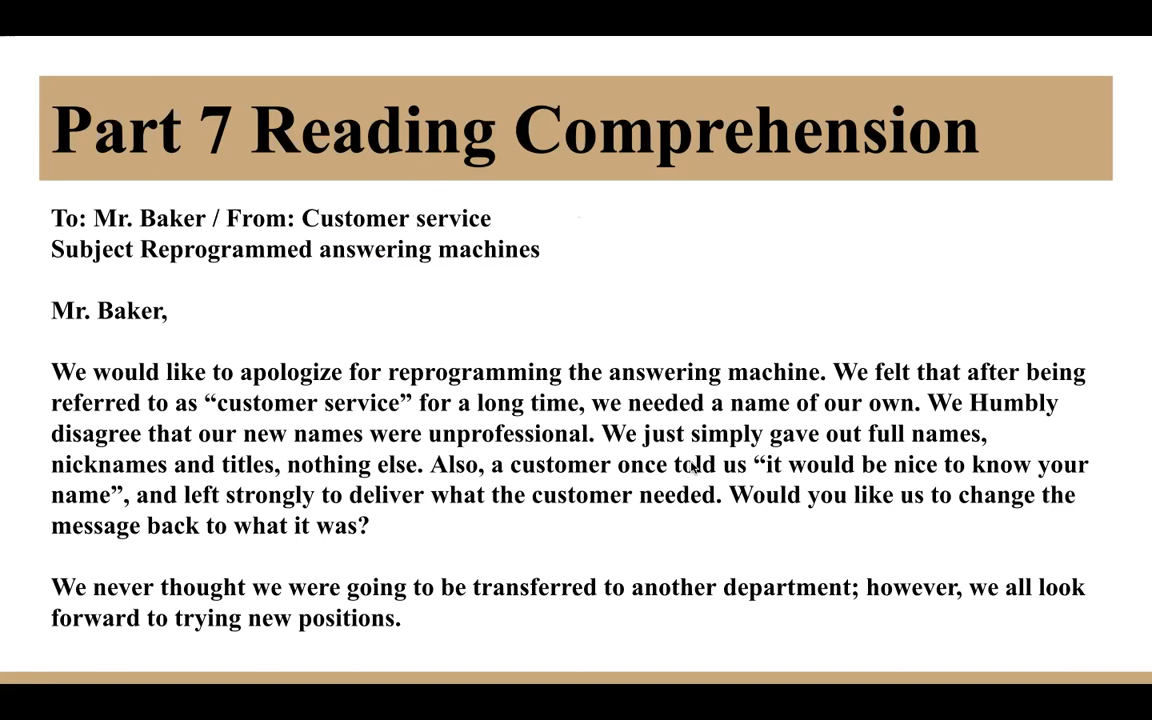 Part 7 Reading Comprehension
To: Mr. Baker / From: Customer service
Subject Reprogrammed answering machines
Mr. Baker,
We would like to apologize for reprogramming the answering machine. We felt that after being
referred to as “customer service” for a long time, we needed a name of our own. We Humbly
disagree that our new names were unprofessional. We just simply gave out full names,
nicknames and titles, nothing else. Also, a customer once told us “it would be nice to know your
name”, and left strongly to deliver what the customer needed. Would you like us to change the
message back to what it was?
We never thought we were going to be transferred to another department; however, we all look
forward to trying new positions.